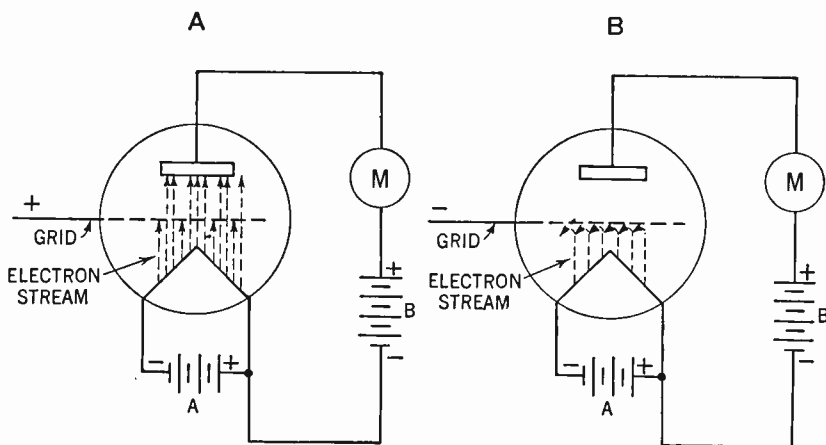 A
B
+
GRID
ELECTRON
STREAM
M
+
B
-
- +
A
-
GRID
ELECTRON
STREAM
M
+
B
-
- +
A